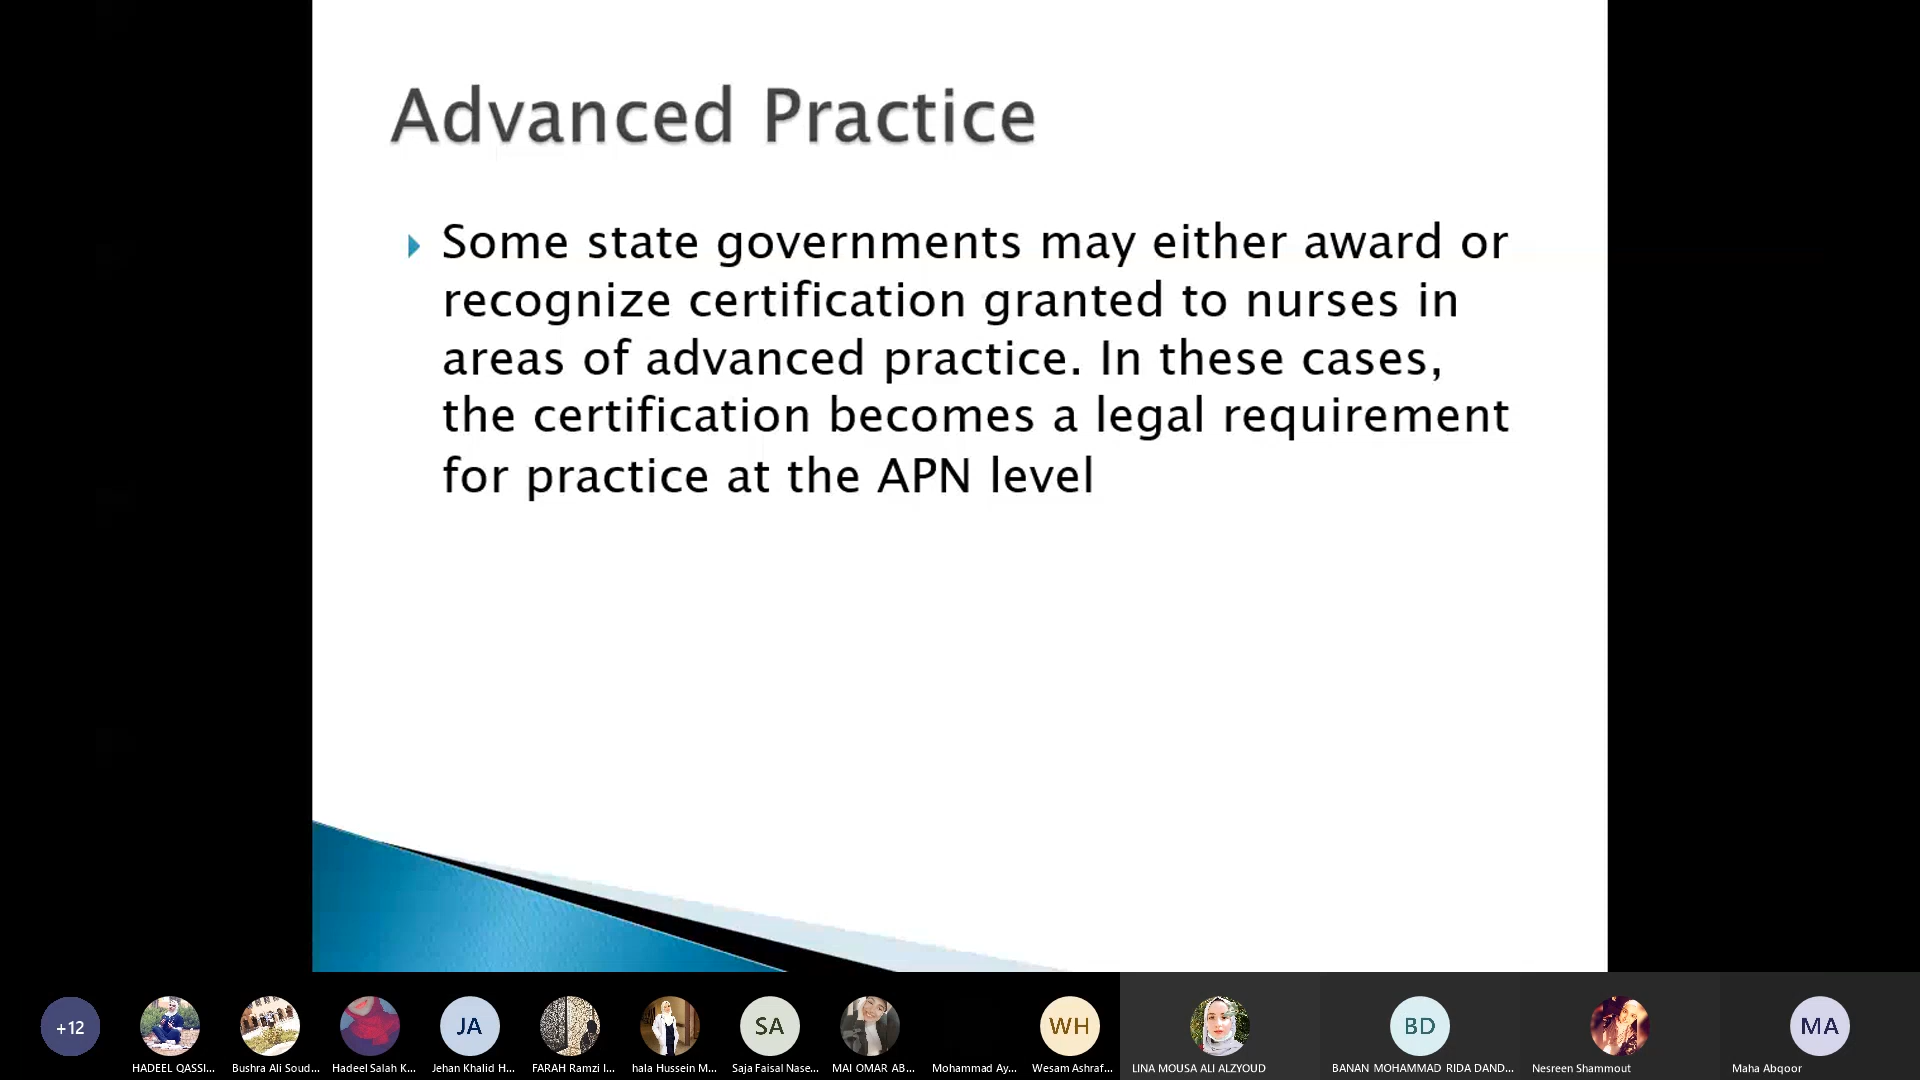 Advanced Practice
Some state governments may either award or
recognize certification granted to nurses in
areas of advanced practice. In these cases,
the certification becomes a legal requirement
for practice at the APN level
+12
JA
SA
WH
BD
MA
HADEEL QASSI...
Bushra Ali Soud...
Hadeel Salah K...
Jehan Khalid H...
FARAH Ramzi I...
hala Hussein M...
Saja Faisal Nase...
MAI OMAR AB...
Mohammad Ay...
Wesam Ashraf...
LINA MOUSA ALI ALZYOUD
BANAN MOHAMMAD RIDA DAND...
Nesreen Shammout
Maha Abqoor